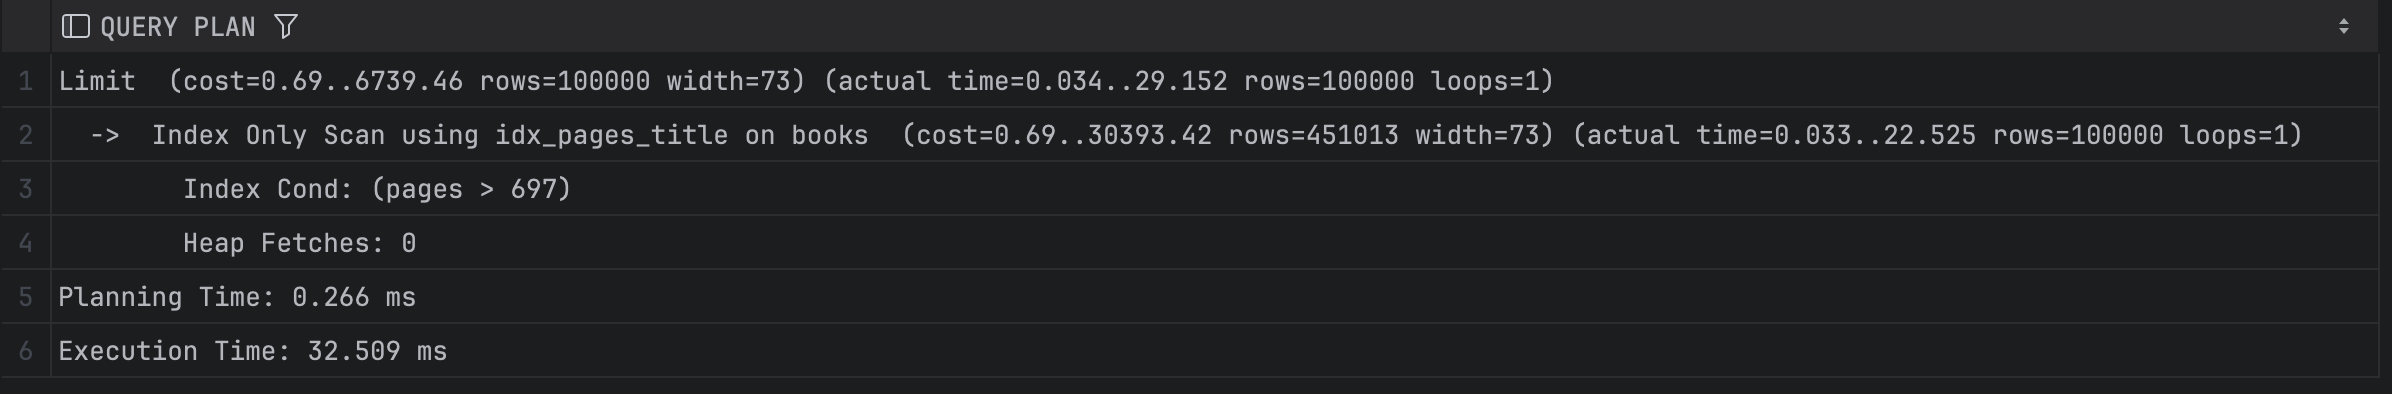 QUERY PLAN
1 Limit  (cost=0.69..6739.46 rows=100000 width=73) (actual time=0.034..29.152 rows=100000 loops=1)
2   ->  Index Only Scan using idx_pages_title on books  (cost=0.69..30393.42 rows=451013 width=73) (actual time=0.033..22.525 rows=100000 loops=1)
3         Index Cond: (pages > 697)
4         Heap Fetches: 0
5 Planning Time: 0.266 ms
6 Execution Time: 32.509 ms